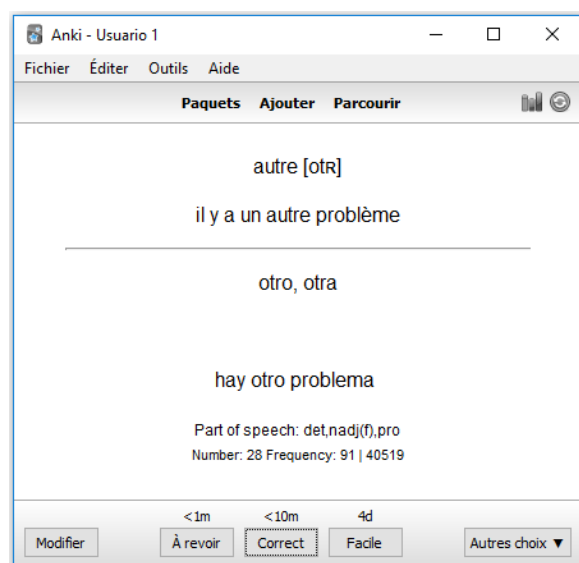 Anki - Usuario 1
Fichier Éditer Outils Aide
Paquets Ajouter Parcourir
autre [otʀ]
il y a un autre problème
otro, otra
hay otro problema
Part of speech: det,nadj(f),pro
Number: 28 Frequency: 91 | 40519
<1m <10m 4d
Modifier À revoir Correct Facile Autres choix ▼